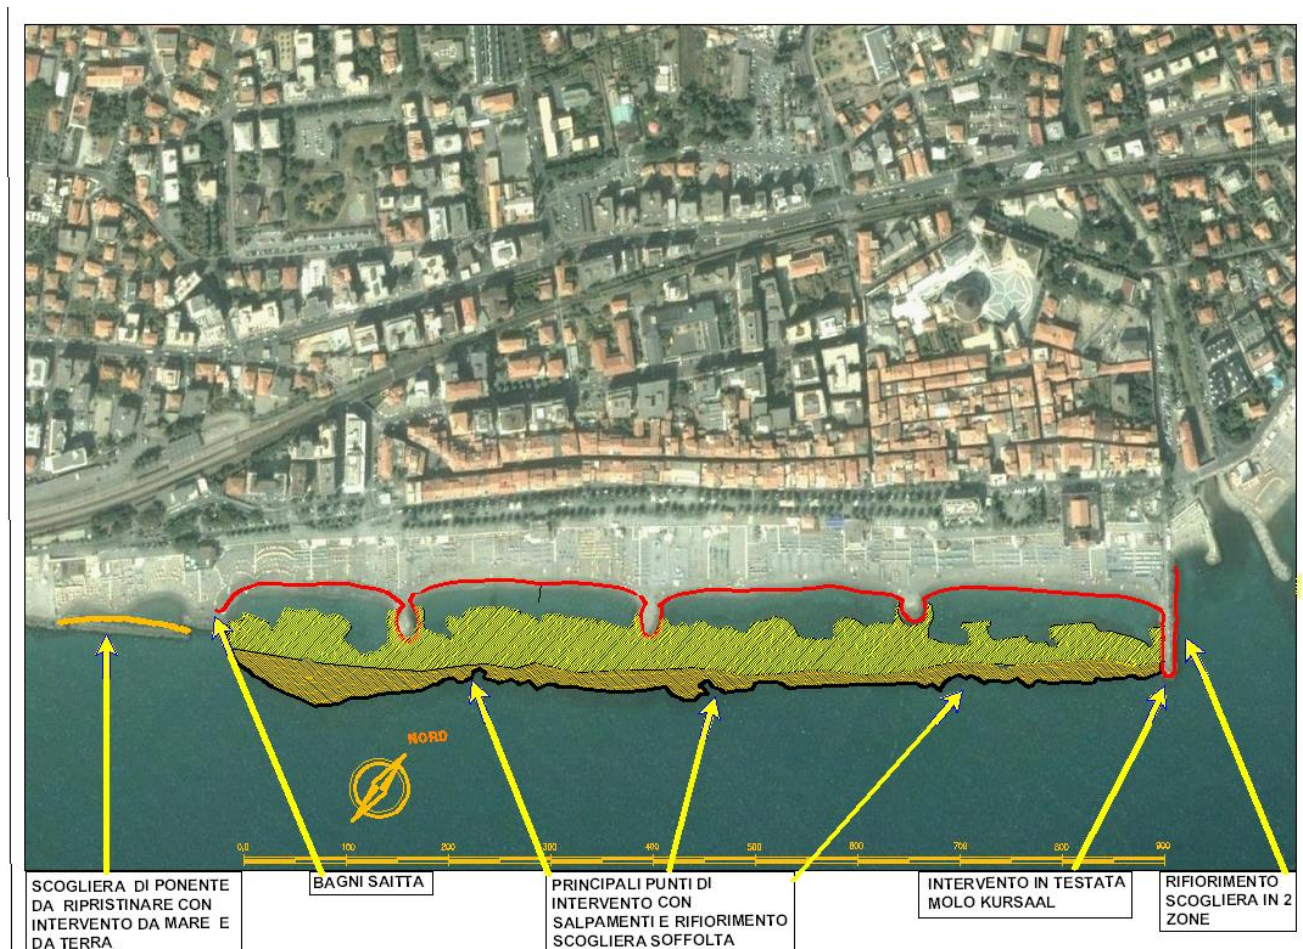 NORD
0,0 100 200 300 400 500 600 700 800 900
SCOGLIERA DI PONENTE
DA RIPRISTINARE CON
INTERVENTO DA MARE E
DA TERRA
BAGNI SAITTA
PRINCIPALI PUNTI DI
INTERVENTO CON
SALPAMENTI E RIFIORIMENTO
SCOGLIERA SOFFOLTA
INTERVENTO IN TESTATA
MOLO KURSAAL
RIFIORIMENTO
SCOGLIERA IN 2
ZONE